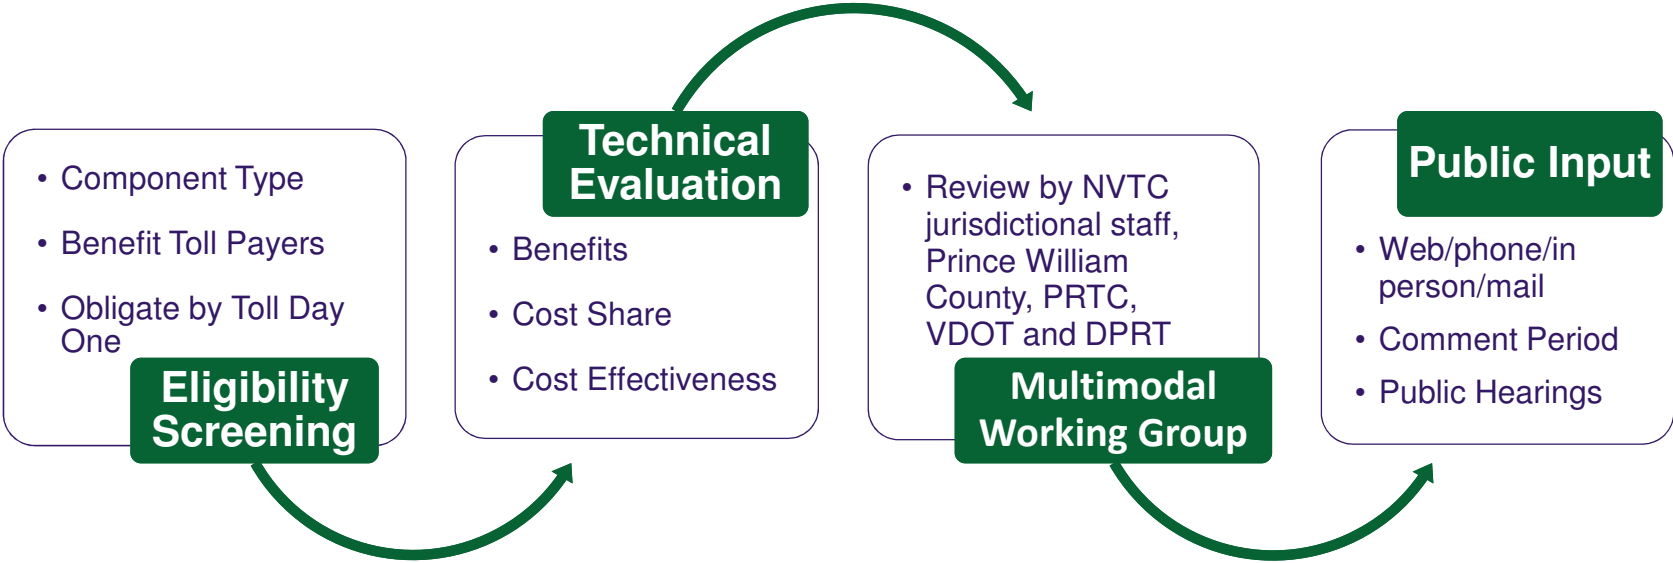 • Component Type
• Benefit Toll Payers
• Obligate by Toll Day
One
Eligibility
Screening
Technical
Evaluation
• Benefits
• Cost Share
• Cost Effectiveness
• Review by NVTC
jurisdictional staff,
Prince William
County, PRTC,
VDOT and DPRT
Multimodal
Working Group
Public Input
• Web/phone/in
person/mail
• Comment Period
• Public Hearings